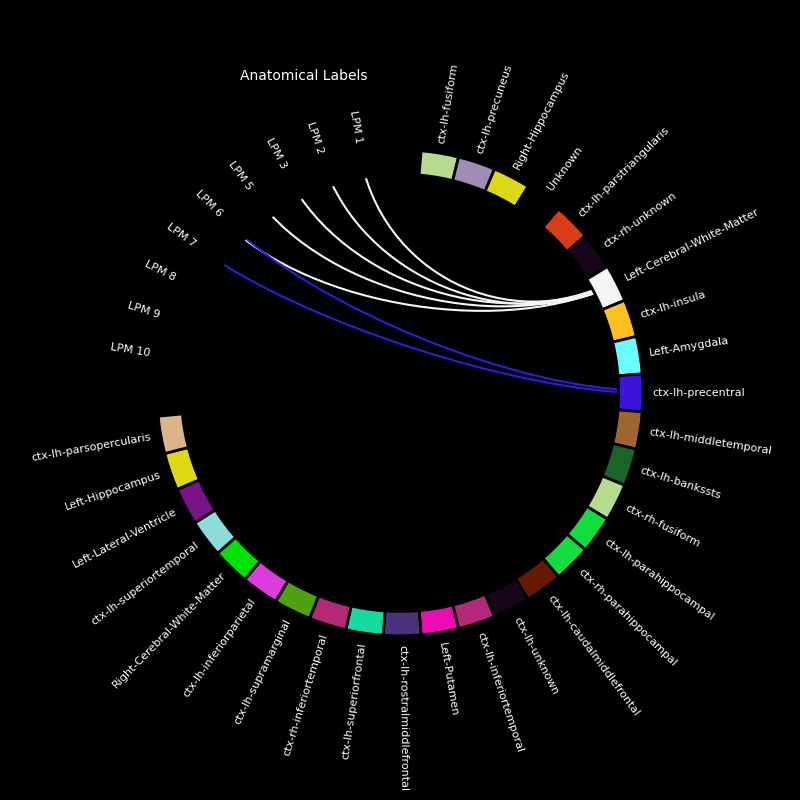 Anatomical Labels
LPM 1
LPM 2
LPM 3
LPM 5
LPM 6
LPM 7
LPM 8
LPM 9
LPM 10
ctx-lh-parsopercularis
Left-Hippocampus
Left-Lateral-Ventricle
ctx-lh-superiortemporal
Right-Cerebral-White-Matter
ctx-lh-inferiorparietal
ctx-lh-supramarginal
ctx-rh-inferiortemporal
ctx-lh-superiorfrontal
ctx-lh-rostralmiddlefrontal
Left-Putamen
ctx-lh-inferiortemporal
ctx-lh-unknown
ctx-lh-caudalmiddlefrontal
ctx-rh-parahippocampal
ctx-lh-parahippocampal
ctx-rh-fusiform
ctx-lh-bankssts
ctx-lh-middletemporal
ctx-lh-precentral
Left-Amygdala
ctx-lh-insula
Left-Cerebral-White-Matter
ctx-rh-unknown
ctx-lh-parstriangularis
Unknown
Right-Hippocampus
ctx-lh-precuneus
ctx-lh-fusiform